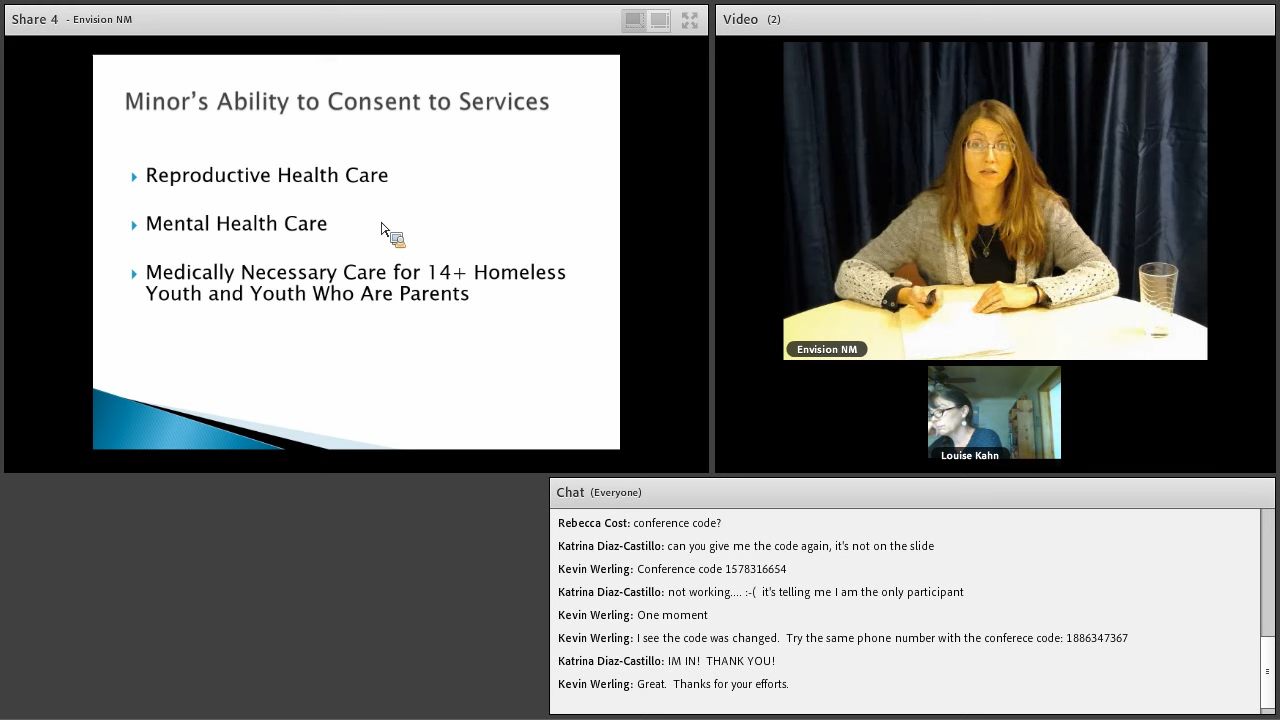 Share 4 - Envision NM
Minor's Ability to Consent to Services
Reproductive Health Care
Mental Health Care
Medically Necessary Care for 14+ Homeless
Youth and Youth Who Are Parents
Video (2)
Envision NM
Louise Kahn
Chat (Everyone)
Rebecca Cost: conference code?
Katrina Diaz-Castillo: can you give me the code again, it's not on the slide
Kevin Werling: Conference code 1578316654
Katrina Diaz-Castillo: not working.... :-( it's telling me I am the only participant
Kevin Werling: One moment
Kevin Werling: I see the code was changed. Try the same phone number with the conferece code: 1886347367
Katrina Diaz-Castillo: IM IN! THANK YOU!
Kevin Werling: Great. Thanks for your efforts.